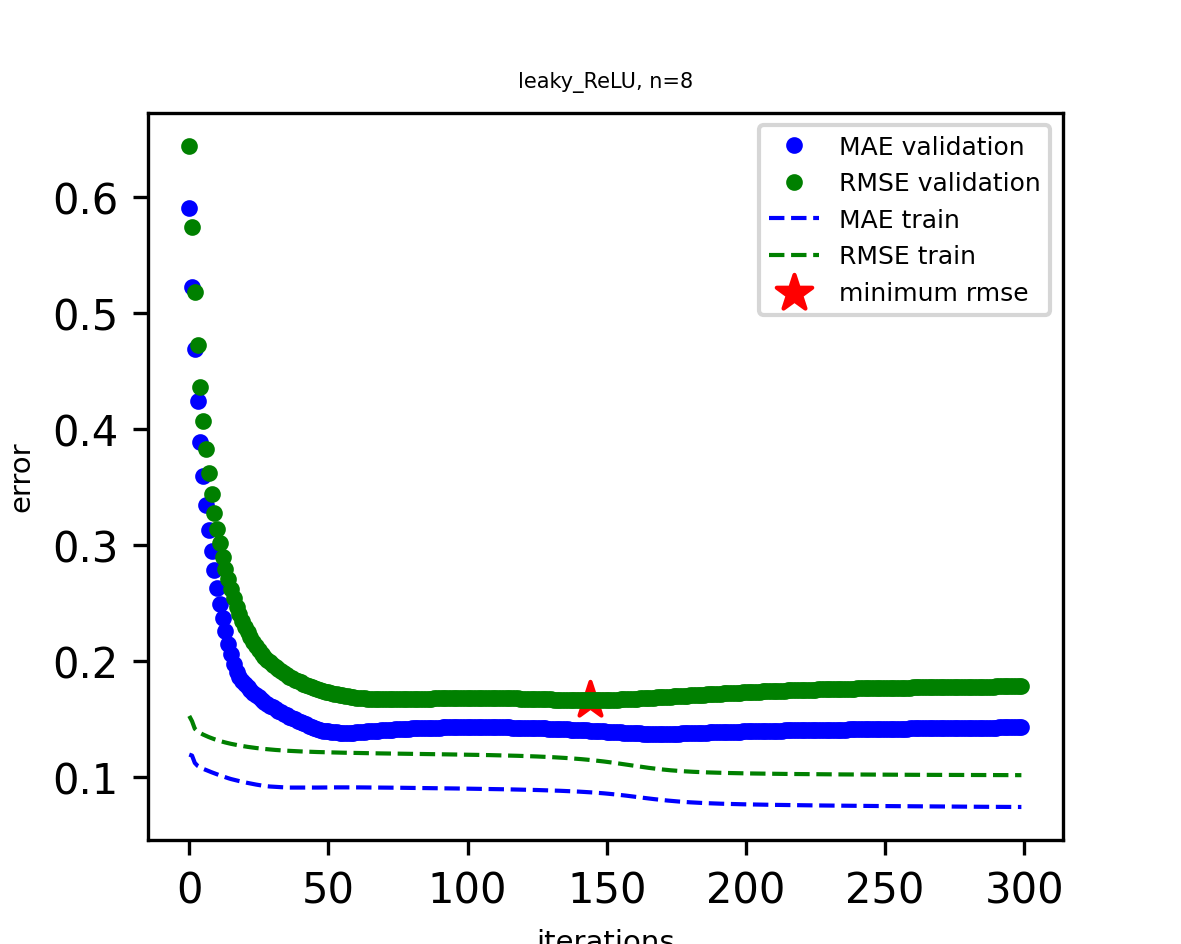 leaky_ReLU, n=8
MAE validation
RMSE validation
MAE train
RMSE train
minimum rmse
error
0.6
0.5
0.4
0.3
0.2
0.1
0 50 100 150 200 250 300
iterations